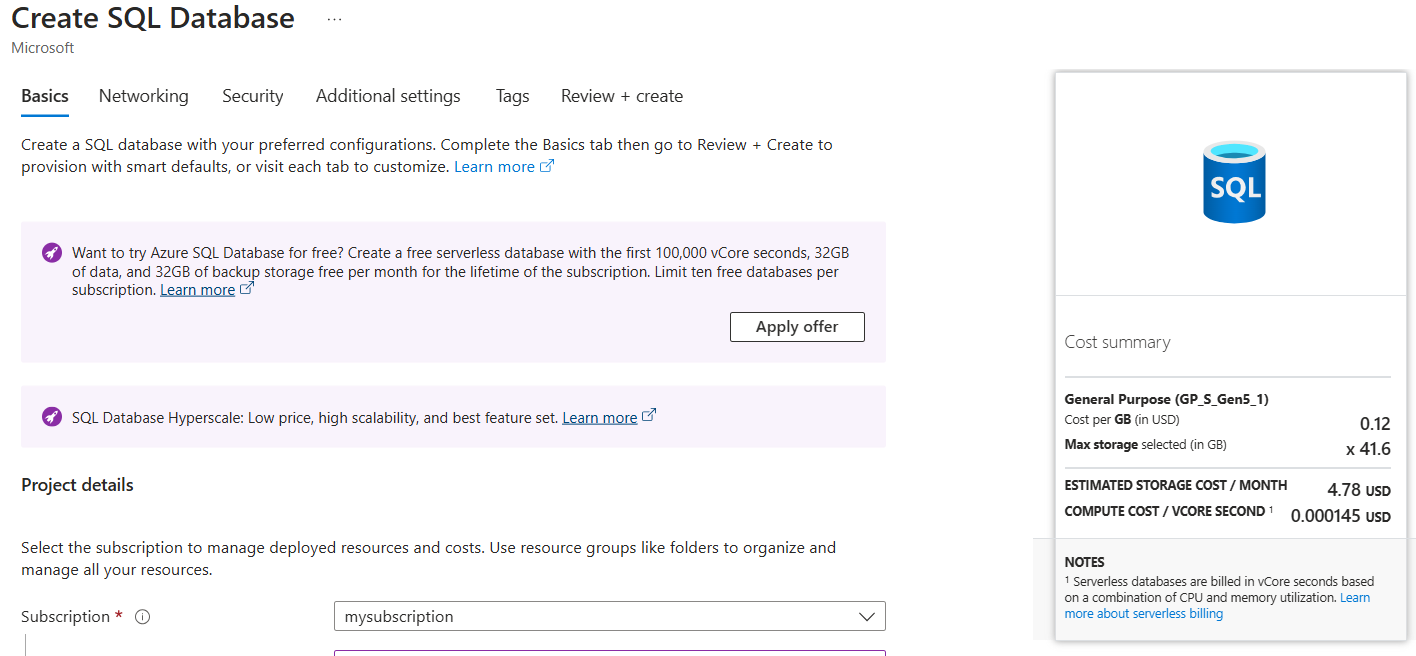 Create SQL Database ...
Microsoft
Basics Networking Security Additional settings Tags Review + create
Create a SQL database with your preferred configurations. Complete the Basics tab then go to Review + Create to
provision with smart defaults, or visit each tab to customize. Learn more
Want to try Azure SQL Database for free? Create a free serverless database with the first 100,000 vCore seconds, 32GB
of data, and 32GB of backup storage free per month for the lifetime of the subscription. Limit ten free databases per
subscription. Learn more
Apply offer
SQL Database Hyperscale: Low price, high scalability, and best feature set. Learn more
Project details
Select the subscription to manage deployed resources and costs. Use resource groups like folders to organize and
manage all your resources.
Subscription * i
mysubscription
SQL
Cost summary
General Purpose (GP_S_Gen5_1)
Cost per GB (in USD) 0.12
Max storage selected (in GB) x 41.6
ESTIMATED STORAGE COST / MONTH 4.78 USD
COMPUTE COST / VCORE SECOND ¹ 0.000145 USD
NOTES
¹ Serverless databases are billed in vCore seconds based
on a combination of CPU and memory utilization. Learn
more about serverless billing